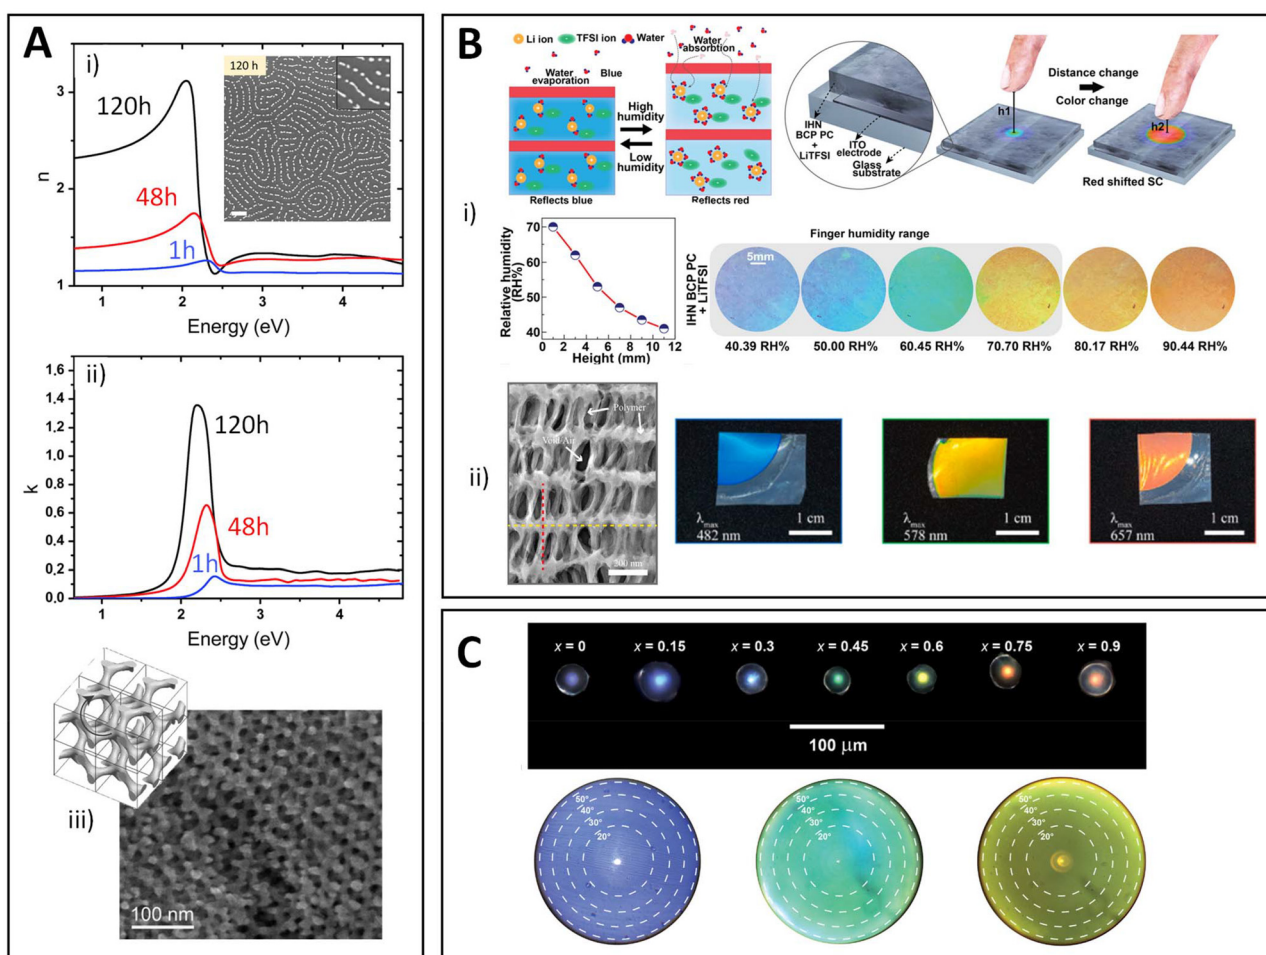 A
i)
120 h
n
3
2
1
120h
48h
1h
1 2 3 4
Energy (eV)
ii)
k
1,6
1,4
1,2
1,0
0,8
0,6
0,4
0,2
0,0
120h
48h
1h
1 2 3 4
Energy (eV)
iii)
100 nm
B
Li ion TFSI ion Water
Water
evaporation
Blue
Water
absorbtion
High
humidity
Low
humidity
Reflects blue
Reflects red
IHN
BCP PC
+
LiTFSI
ITO
electrode
Glass
substrate
h1
Distance change
Color change
h2
Red shifted SC
i)
Relative humidity
(RH%)
70
60
50
40
0 2 4 6 8 10 12
Height (mm)
Finger humidity range
IHN BCP PC
+ LiTFSI
5mm
40.39 RH% 50.00 RH% 60.45 RH% 70.70 RH% 80.17 RH% 90.44 RH%
ii)
Polymer
Void Air
200 nm
λmax
482 nm
1 cm
λmax
578 nm
1 cm
λmax
657 nm
1 cm
C
x = 0 x = 0.15 x = 0.3 x = 0.45 x = 0.6 x = 0.75 x = 0.9
100 μm
50°
40°
30°
20°
50°
40°
30°
20°
50°
40°
30°
20°